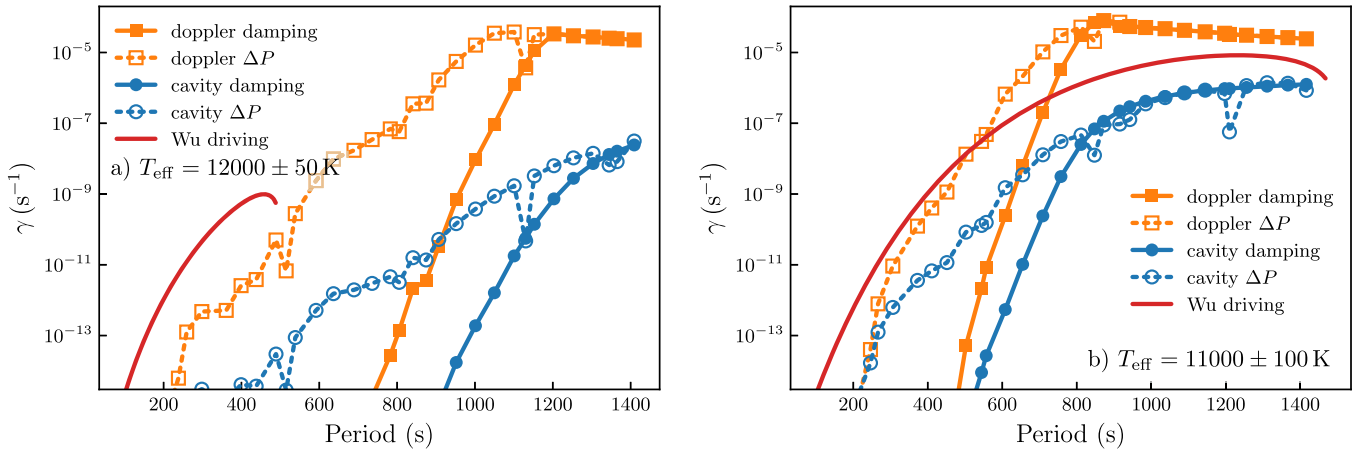 10⁻⁵
10⁻⁷
10⁻⁹
10⁻¹¹
10⁻¹³
γ (s⁻¹)
doppler damping
doppler ΔP
cavity damping
cavity ΔP
Wu driving
a) T_eff = 12000 ± 50 K
200 400 600 800 1000 1200 1400
Period (s)
10⁻⁵
10⁻⁷
10⁻⁹
10⁻¹¹
10⁻¹³
γ (s⁻¹)
doppler damping
doppler ΔP
cavity damping
cavity ΔP
Wu driving
b) T_eff = 11000 ± 100 K
200 400 600 800 1000 1200 1400
Period (s)